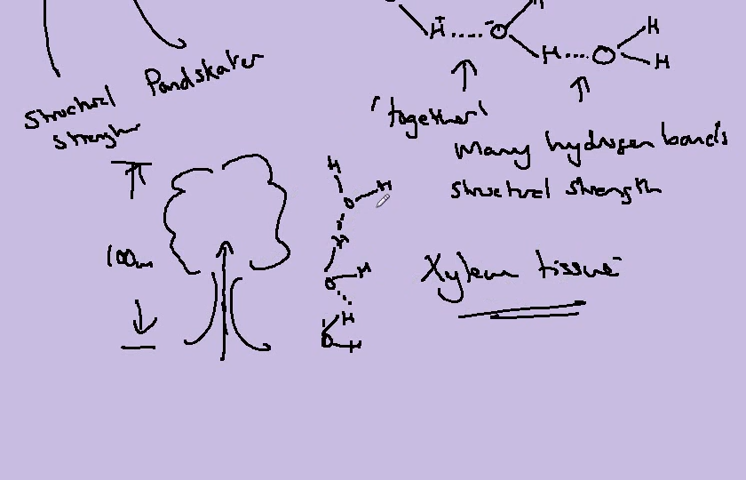 H
H+ ..... -O
H
H ... O
H
Structural strength
Pondskater
'together'
Many hydrogen bonds
structural strength
H
O
H
100m
H
O
H
Xylem tissue
H
O
H